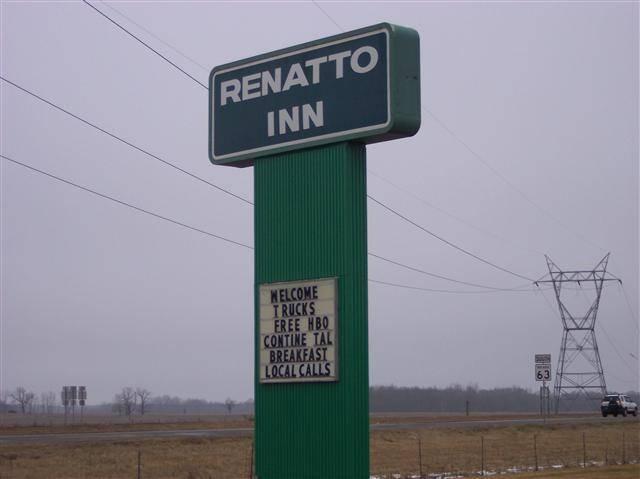 RENATTO
INN
WELCOME
TRUCKS
FREE HBO
CONTINE TAL
BREAKFAST
LOCAL CALLS
63